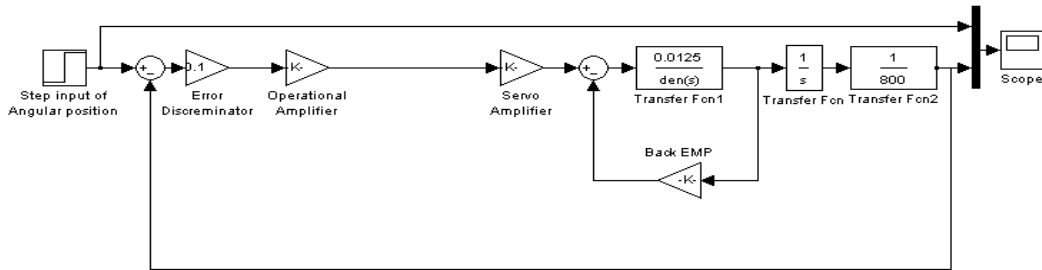 Step input of
Angular position
+
-
0.1
Error
Discreminator
K-
Operational
Amplifier
K-
Servo
Amplifier
+
-
0.0125
den(s)
Transfer Fcn1
1
s
Transfer Fcn
1
800
Transfer Fcn2
Scope
Back EMP
-K-